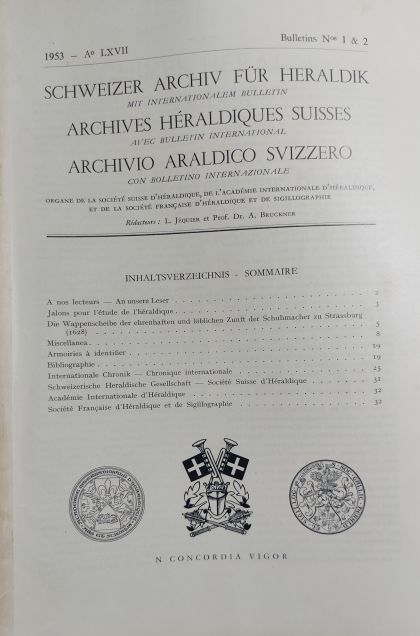 1953 — Ao LXVII
Bulletins Nos 1 & 2
SCHWEIZER ARCHIV FÜR HERALDIK
MIT INTERNATIONALEM BULLETIN
ARCHIVES HÉRALDIQUES SUISSES
AVEC BULLETIN INTERNATIONAL
ARCHIVIO ARALDICO SVIZZERO
CON BOLLETINO INTERNAZIONALE
ORGANE DE LA SOCIÉTÉ SUISSE D'HÉRALDIQUE, DE L'ACADÉMIE INTERNATIONALE D'HÉRALDIQUE,
ET DE LA SOCIÉTÉ FRANÇAISE D'HÉRALDIQUE ET DE SIGILLOGRAPHIE
Rédacteurs : L. Jéquier et Prof. Dr. A. Bruckner
INHALTSVERZEICHNIS - SOMMAIRE
A nos lecteurs — An unsere Leser 2
Jalons pour l'étude de l'héraldique 3
Die Wappenscheibe der ehrenhaften und löblichen Zunft der Schuhmacher zu Strassburg
(1628) 5
Miscellanea 8
Armoiries à identifier 19
Bibliographie 19
Internationale Chronik — Chronique internationale 25
Schweizerische Heraldische Gesellschaft — Société Suisse d'Héraldique 31
Académie Internationale d'Héraldique 32
Société Française d'Héraldique et de Sigillographie 32
N CONCORDIA VIGOR